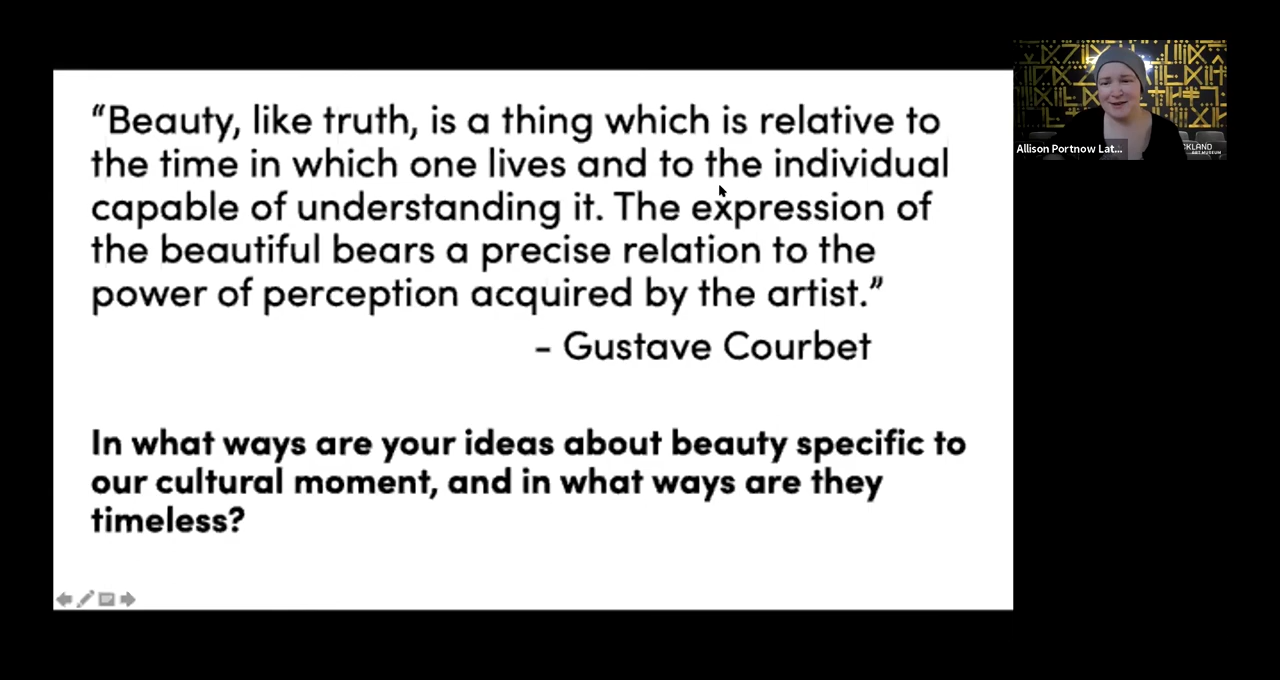 “Beauty, like truth, is a thing which is relative to
the time in which one lives and to the individual
capable of understanding it. The expression of
the beautiful bears a precise relation to the
power of perception acquired by the artist.”
- Gustave Courbet
In what ways are your ideas about beauty specific to
our cultural moment, and in what ways are they
timeless?
Allison Portnow Lat...
CKLAND
ART MUSEUM